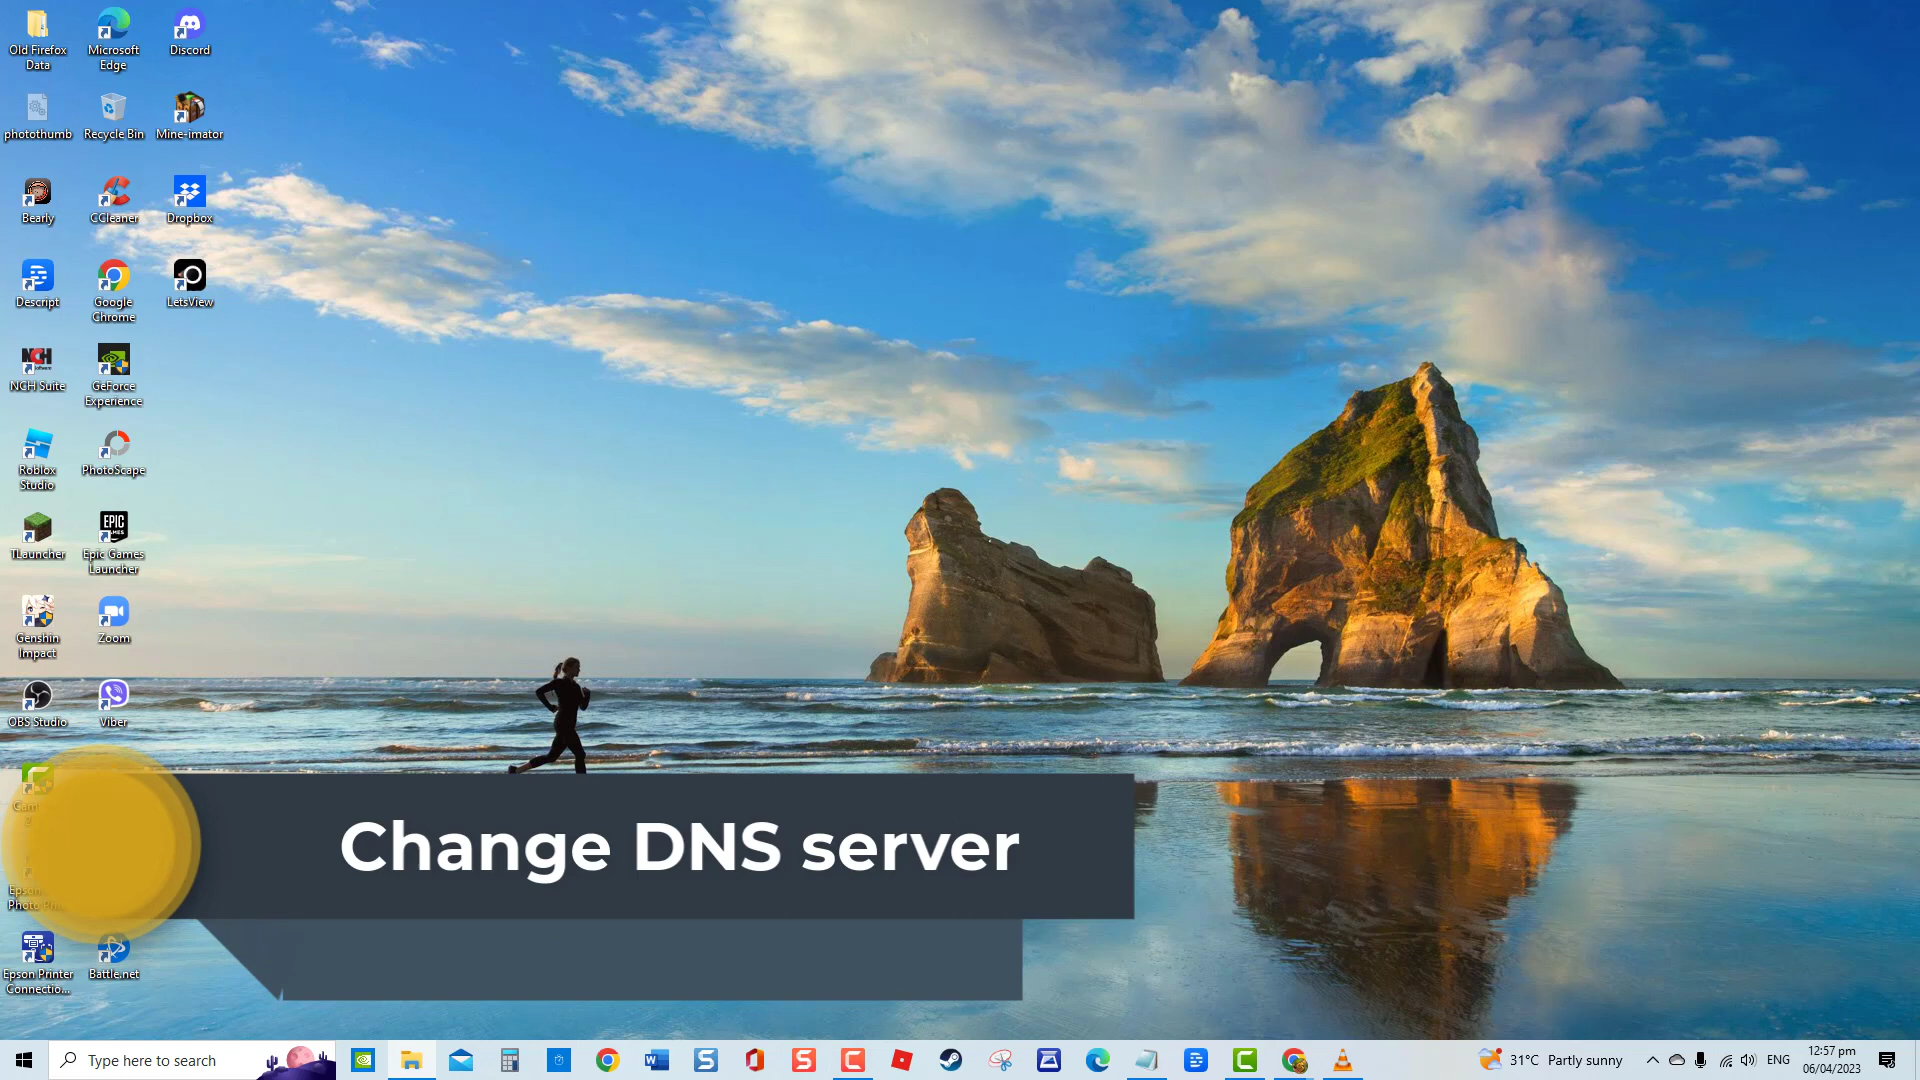 Old Firefox
Data
Microsoft
Edge
Discord
photothumb
Recycle Bin
Mine-imator
Bearly
CCleaner
Dropbox
Descript
Google
Chrome
LetsView
NCH Suite
GeForce
Experience
Roblox
Studio
PhotoScape
TLauncher
Epic Games
Launcher
Genshin
Impact
Zoom
OBS Studio
Viber
Change DNS server
Epson
Photo
Epson Printer
Connectio...
Battle.net
Type here to search
31°C Partly sunny
ENG
12:57 pm
06/04/2023